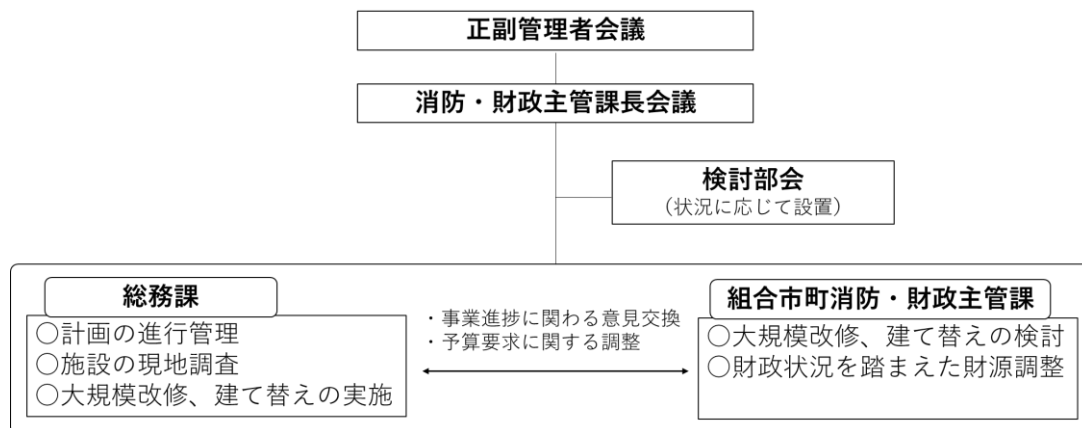 正副管理者会議
消防・財政主管課長会議
検討部会
（状況に応じて設置）
総務課
○計画の進行管理
○施設の現地調査
○大規模改修、建て替えの実施
・事業進捗に関わる意見交換
・予算要求に関する調整
組合市町消防・財政主管課
○大規模改修、建て替えの検討
○財政状況を踏まえた財源調整